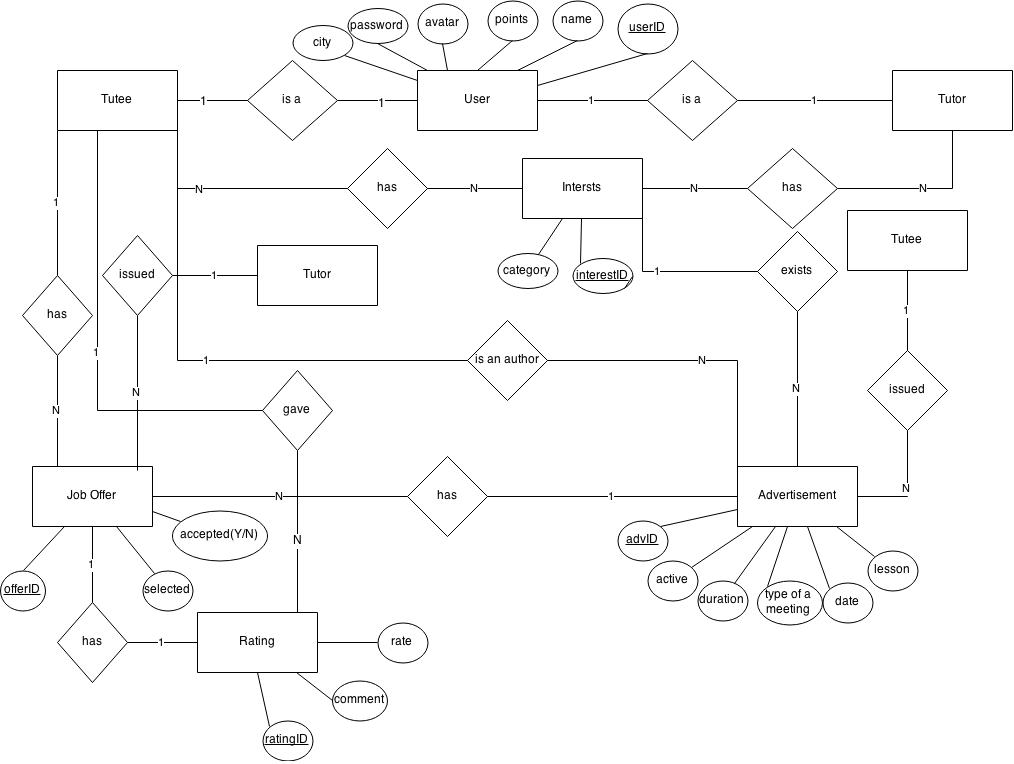 password
avatar
points
name
userID
city
Tutee
1
is a
1
User
1
is a
1
Tutor
N
has
N
Intersts
N
has
N
1
Tutee
issued
1
Tutor
category
interestID
1
exists
has
1
1
1
is an author
N
N
N
issued
N
gave
Job Offer
N
has
1
Advertisement
N
accepted(Y/N)
N
advID
1
offerID
selected
active
duration
type of a
meeting
date
lesson
has
1
Rating
rate
comment
ratingID